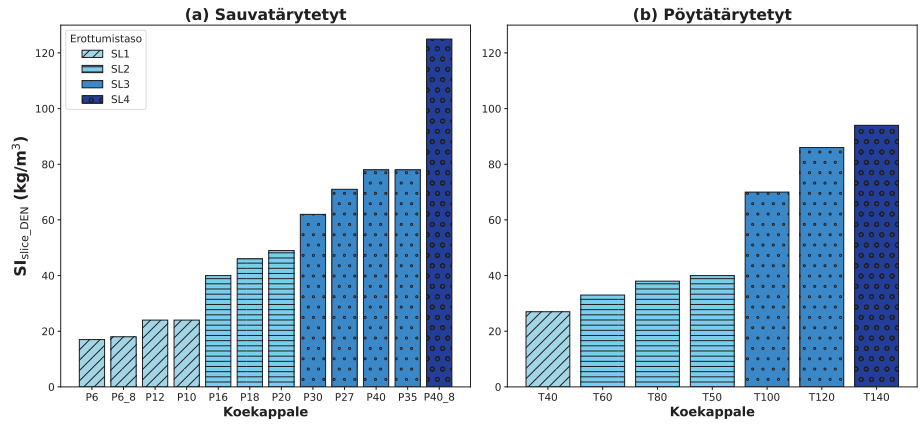 (a) Sauvatärytetyt
Erottumistaso
SL1
SL2
SL3
SL4
SIslice_DEN (kg/m³)
120
100
80
60
40
20
0
P6 P6_8 P12 P10 P16 P18 P20 P30 P27 P40 P35 P40_8
Koekappale
(b) Pöytätärytetyt
120
100
80
60
40
20
0
T40 T60 T80 T50 T100 T120 T140
Koekappale